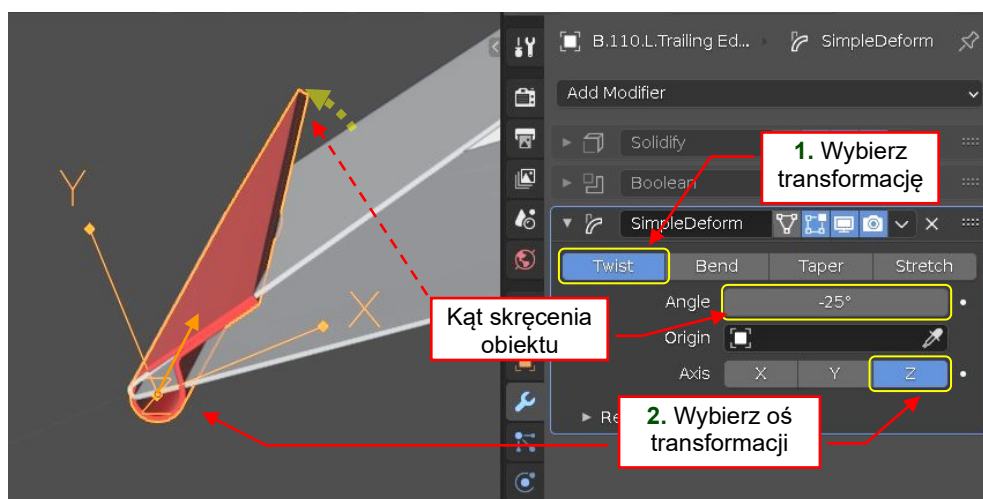 B.110.L.Trailing Ed... SimpleDeform
Add Modifier
Solidify
1. Wybierz
transformację
Boolean
SimpleDeform
Twist Bend Taper Stretch
Y
X
Kąt skręcenia
obiektu
Angle -25°
Origin
Axis X Y Z
Re
2. Wybierz oś
transformacji